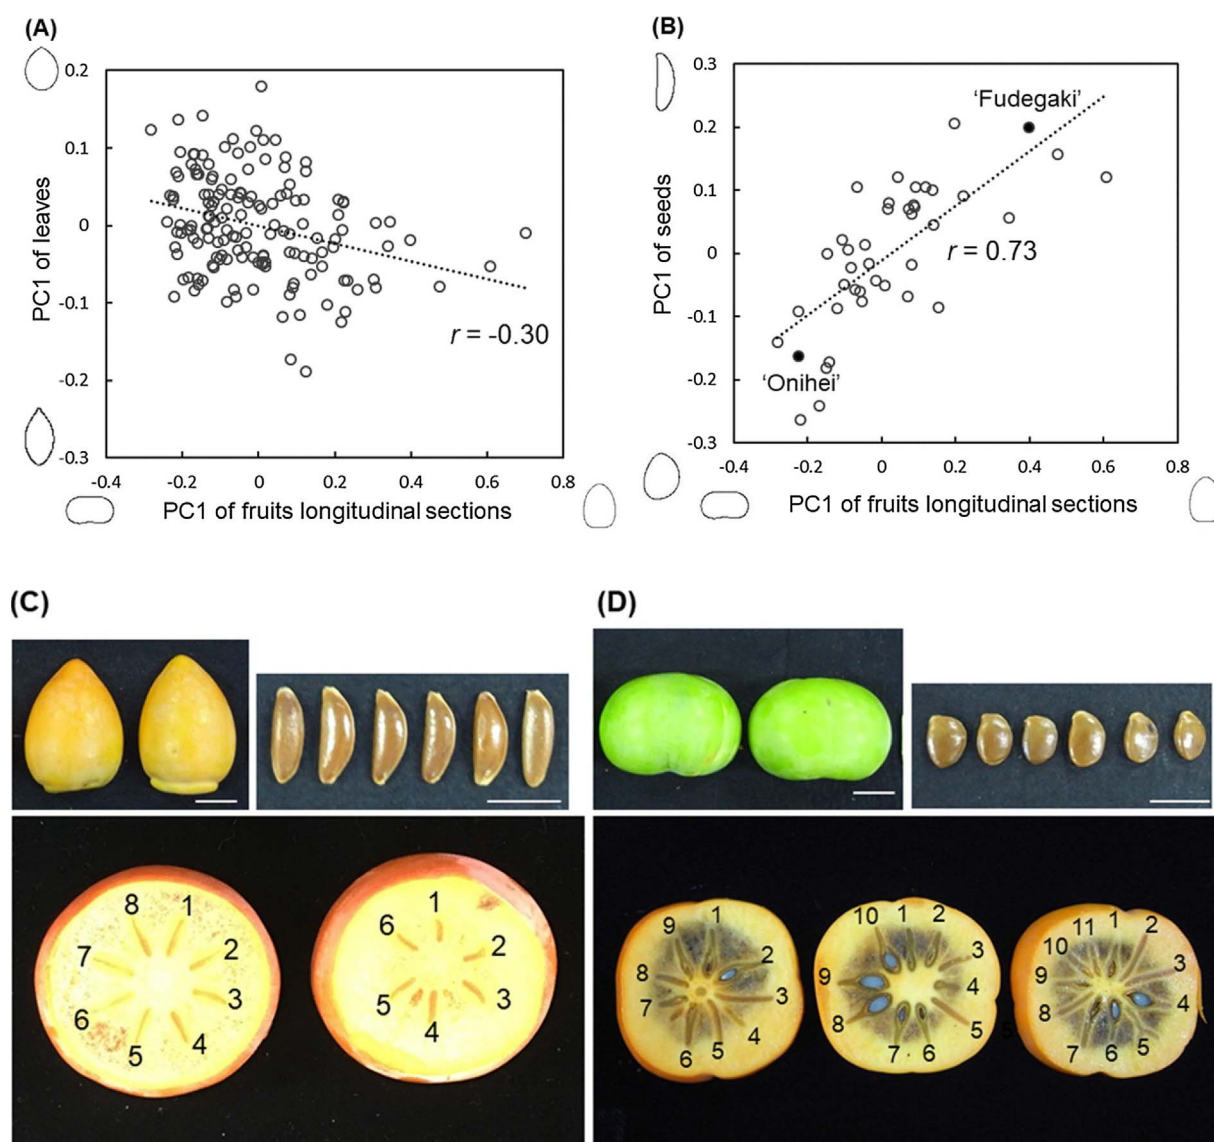 (A)
PC1 of leaves
0.2
0.1
0
-0.1
-0.2
-0.3
r = -0.30
-0.4 -0.2 0 0.2 0.4 0.6 0.8
PC1 of fruits longitudinal sections
(B)
PC1 of seeds
0.3
0.2
0.1
0
-0.1
-0.2
-0.3
'Fudegaki'
r = 0.73
'Onihei'
-0.4 -0.2 0 0.2 0.4 0.6 0.8
PC1 of fruits longitudinal sections
(C)
8 1
7 2
6 3
5 4
1
6 2
5 3
4
(D)
9 1
2
8
7 3
6 5 4
10 1 2
3
9 4
8 5
7 6
11 1 2
10 3
9
8 4
7 6 5